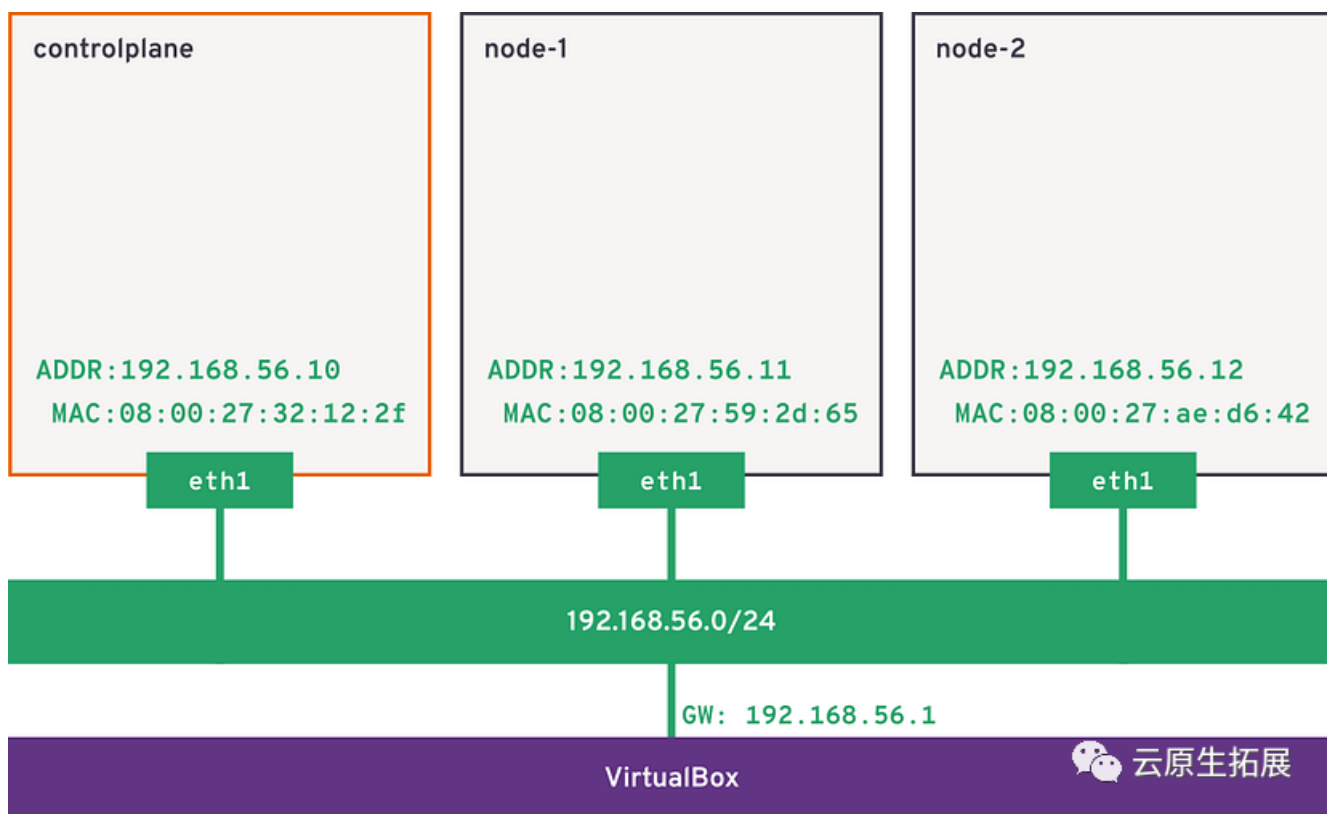 controlplane
node-1
node-2
ADDR:192.168.56.10
MAC:08:00:27:32:12:2f
ADDR:192.168.56.11
MAC:08:00:27:59:2d:65
ADDR:192.168.56.12
MAC:08:00:27:ae:d6:42
eth1
eth1
eth1
192.168.56.0/24
GW: 192.168.56.1
VirtualBox
云原生拓展